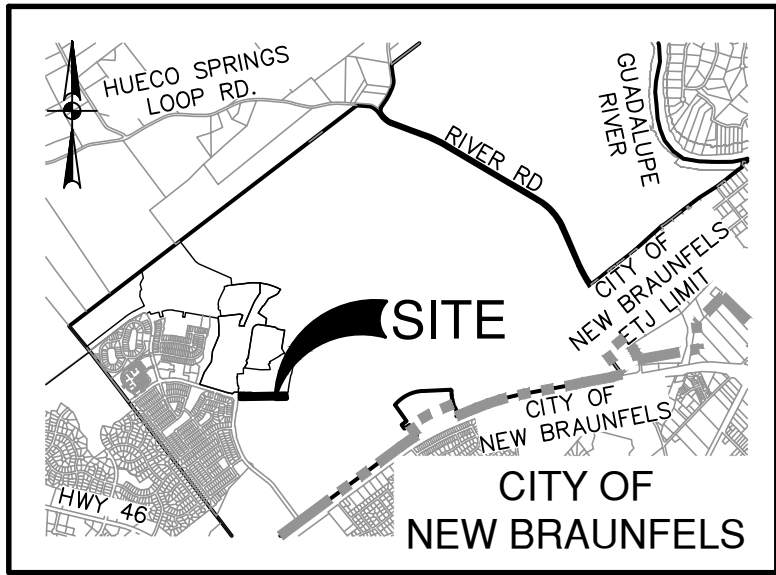 HUECO SPRINGS
LOOP RD.
GUADALUPE
RIVER
RIVER RD
CITY OF
NEW BRAUNFELS
ETJ LIMIT
SITE
CITY OF
NEW BRAUNFELS
HWY 46
CITY OF
NEW BRAUNFELS